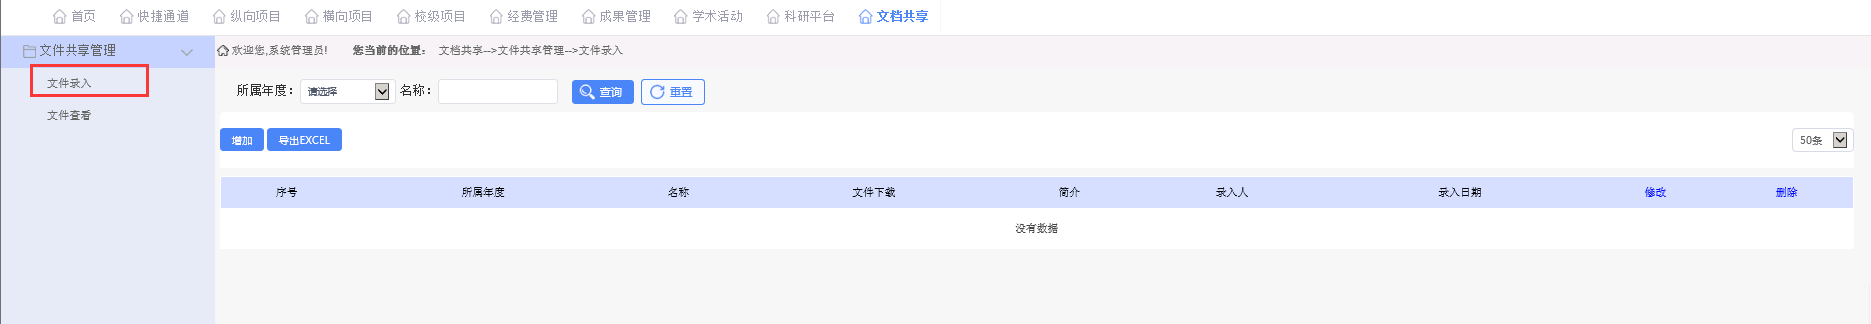 首页 快捷通道 纵向项目 横向项目 校级项目 经费管理 成果管理 学术活动 科研平台 文档共享
文件共享管理
文件录入
文件查看
欢迎您,系统管理员! 您当前的位置： 文档共享-->文件共享管理-->文件录入
所属年度： 请选择 名称： 查询 重置
增加 导出EXCEL 50条
序号 所属年度 名称 文件下载 简介 录入人 录入日期 修改 删除
没有数据